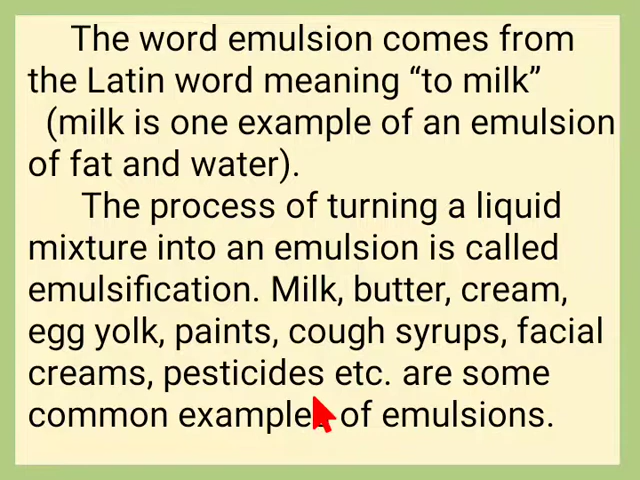 The word emulsion comes from
the Latin word meaning “to milk”
(milk is one example of an emulsion
of fat and water).
The process of turning a liquid
mixture into an emulsion is called
emulsification. Milk, butter, cream,
egg yolk, paints, cough syrups, facial
creams, pesticides etc. are some
common examples of emulsions.